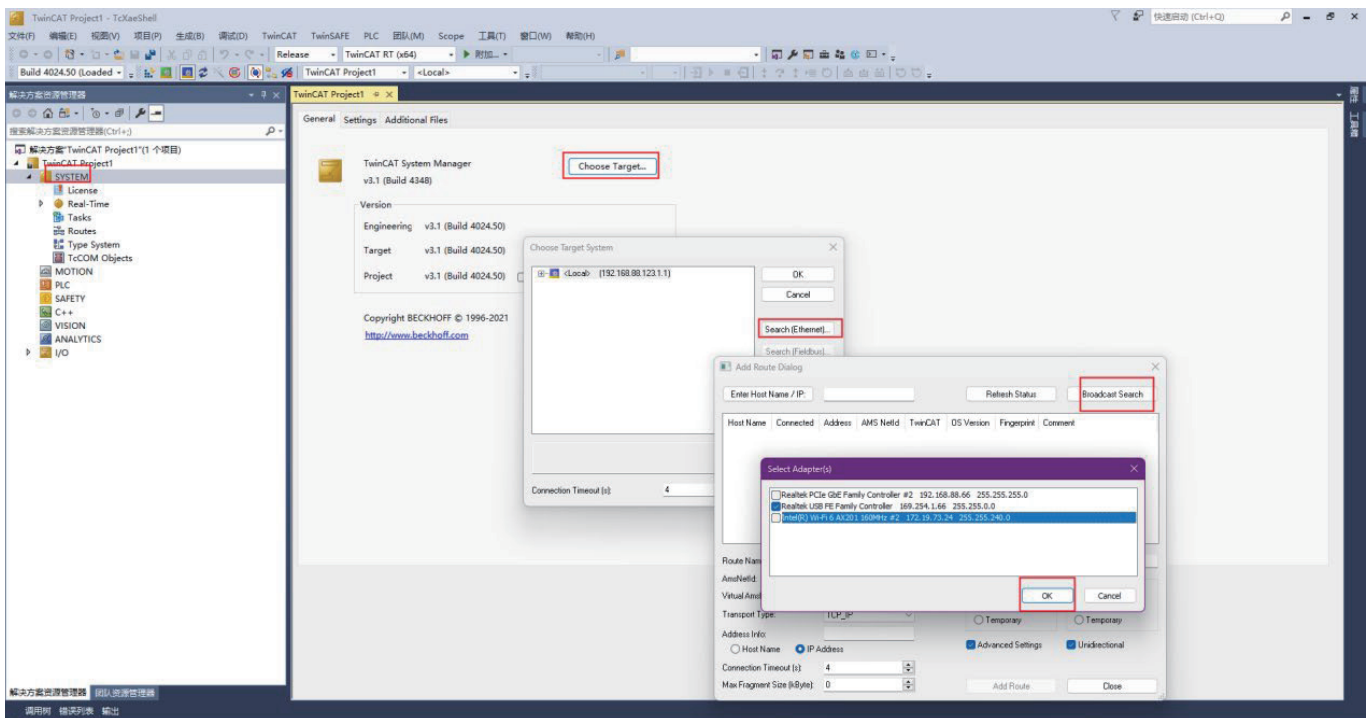 TwinCAT Project1 - TcXaeShell
快速启动 (Ctrl+Q)
文件(F) 编辑(E) 视图(V) 项目(P) 生成(B) 调试(D) TwinCAT TwinSAFE PLC 团队(M) Scope 工具(T) 窗口(W) 帮助(H)
Release TwinCAT RT (x64) 附加...
Build 4024.50 (Loaded TwinCAT Project1 <Local>
解决方案资源管理器
TwinCAT Project1
属性
工具箱
搜索解决方案资源管理器(Ctrl+;)
解决方案"TwinCAT Project1"(1 个项目)
TwinCAT Project1
SYSTEM
License
Real-Time
Tasks
Routes
Type System
TcCOM Objects
MOTION
PLC
SAFETY
C++
VISION
ANALYTICS
I/O
General Settings Additional Files
TwinCAT System Manager
v3.1 (Build 4348)
Choose Target...
Version
Engineering v3.1 (Build 4024.50)
Target v3.1 (Build 4024.50)
Project v3.1 (Build 4024.50)
Copyright BECKHOFF © 1996-2021
http://www.beckhoff.com
Choose Target System
<Local> (192.168.88.123.1.1)
OK
Cancel
Search (Ethernet)...
Search (Fieldbus)...
Connection Timeout (s): 4
Add Route Dialog
Enter Host Name / IP:
Refresh Status
Broadcast Search
Host Name Connected Address AMS NetId TwinCAT OS Version Fingerprint Comment
Select Adapter(s)
Realtek PCIe GbE Family Controller #2 192.168.88.66 255.255.255.0
Realtek USB FE Family Controller 169.254.1.66 255.255.0.0
Intel(R) Wi-Fi 6 AX201 160MHz #2 172.19.73.24 255.255.240.0
OK
Cancel
Route Nam
AmsNetId:
Virtual AmsI
Transport Type: TCP_IP
Temporary
Temporary
Address Info:
Host Name IP Address
Advanced Settings
Unidirectional
Connection Timeout (s): 4
Max Fragment Size (kByte): 0
Add Route
Close
解决方案资源管理器 团队资源管理器
调用树 错误列表 输出